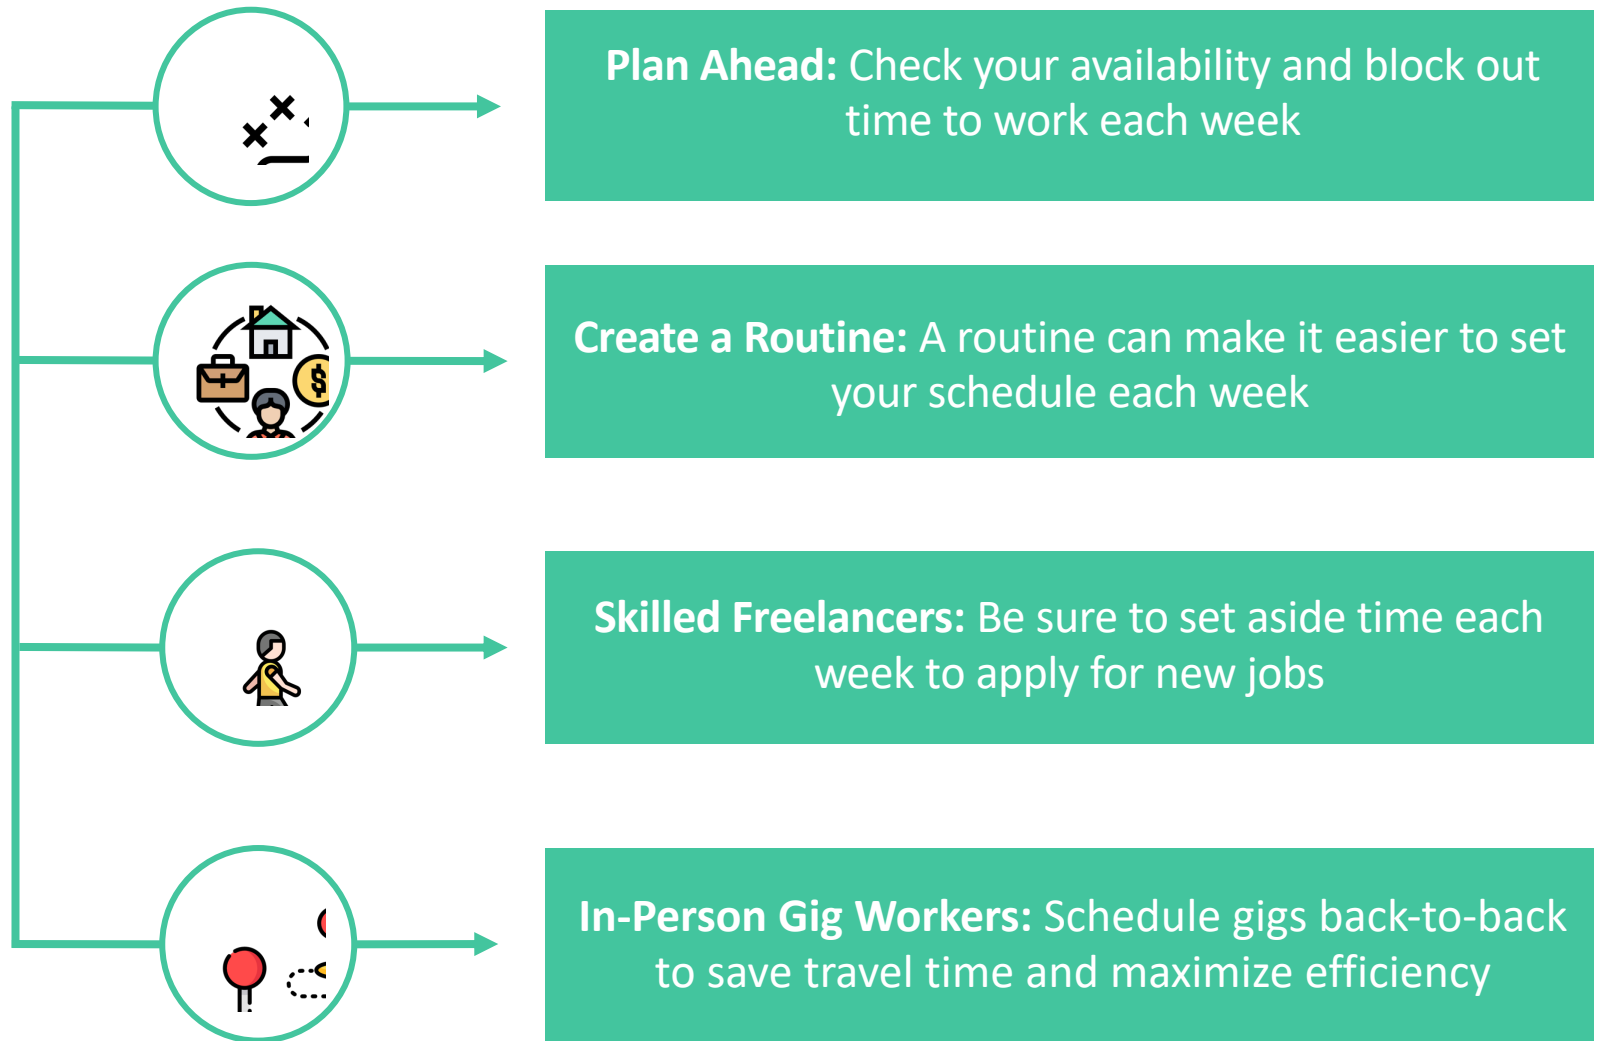 Plan Ahead: Check your availability and block out
time to work each week
Create a Routine: A routine can make it easier to set
your schedule each week
Skilled Freelancers: Be sure to set aside time each
week to apply for new jobs
In-Person Gig Workers: Schedule gigs back-to-back
to save travel time and maximize efficiency